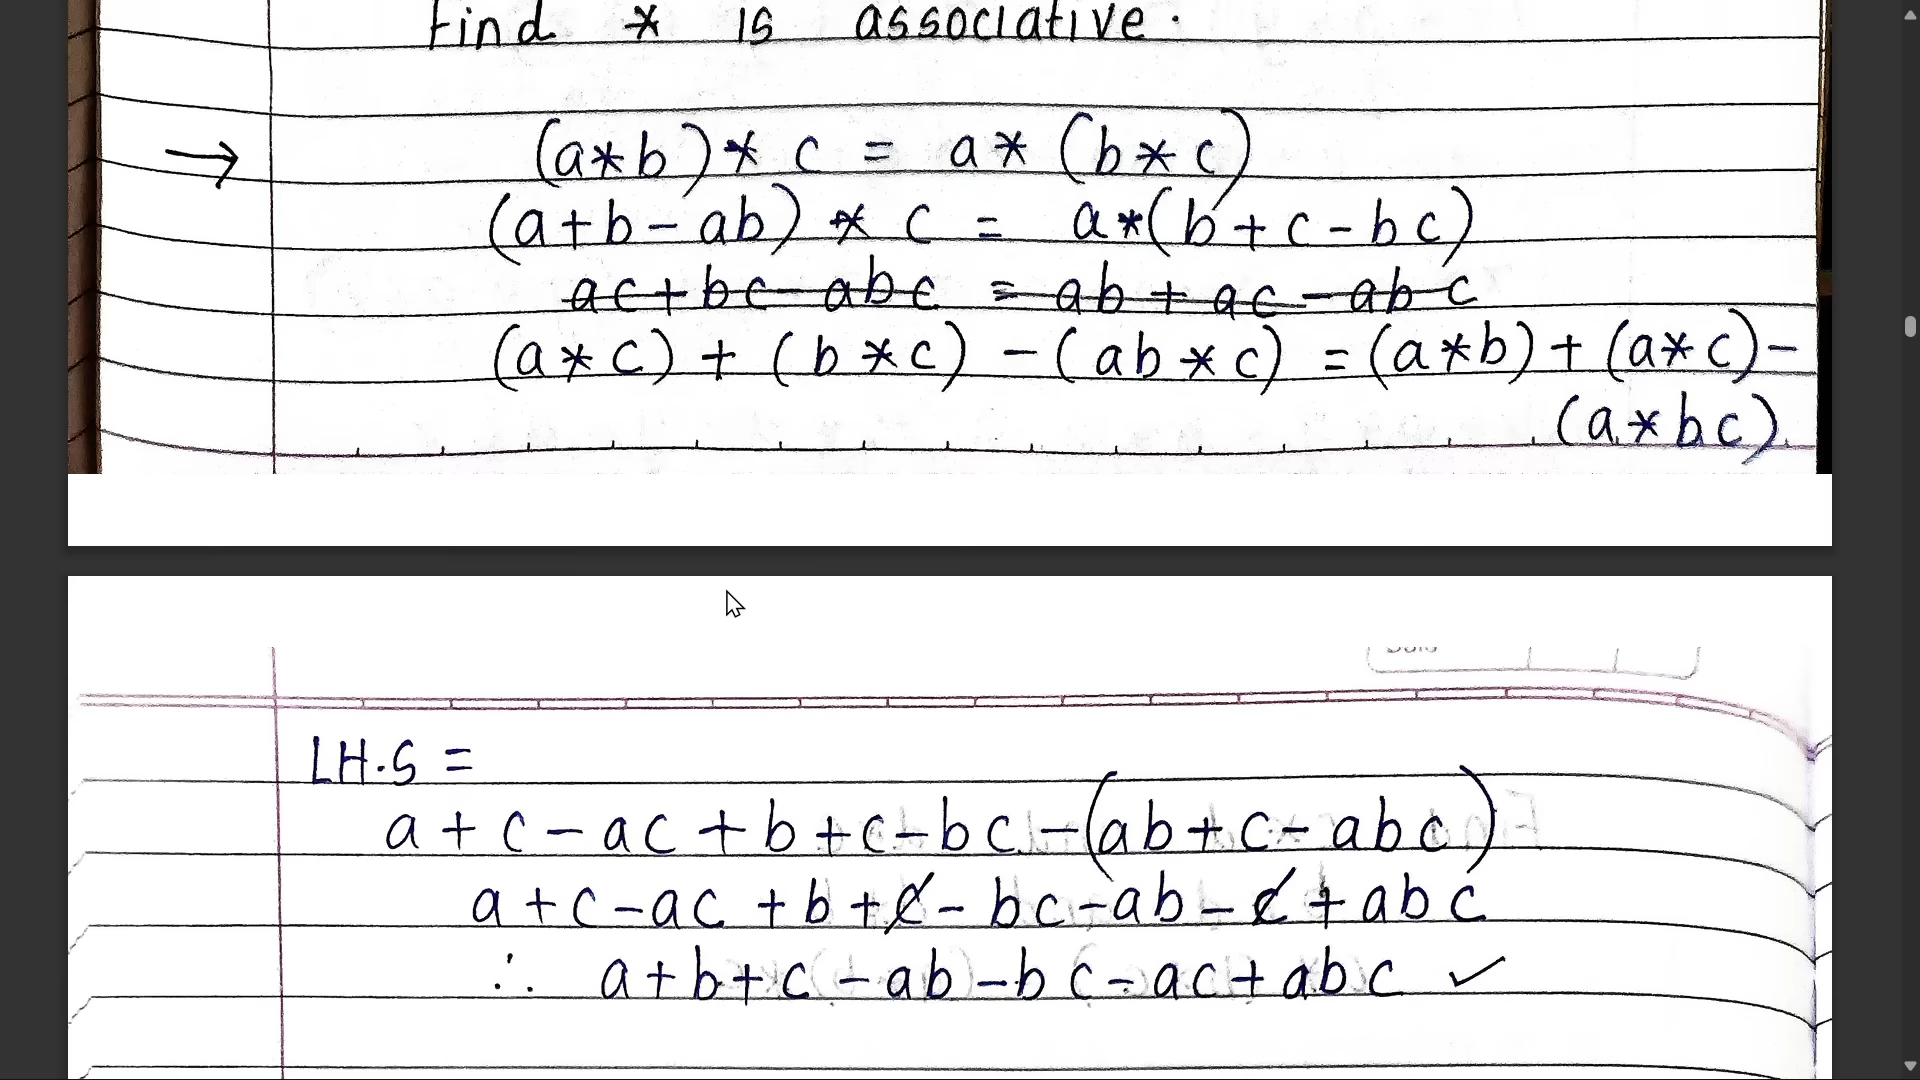 Find * is associative.
→ (a*b)* c = a* (b*c)
(a+b-ab) * c = a*(b+c-bc)
ac+bc-abc = ab+ac-abc
(a*c) + (b*c) -(ab*c) =(a*b)+(a*c)-
(a*bc)
L.H.S =
a+c-ac+b+c-bc-(ab+c-abc)
a+c-ac+b+c-bc-ab-c+abc
∴ a+b+c-ab-bc-ac+abc ✓